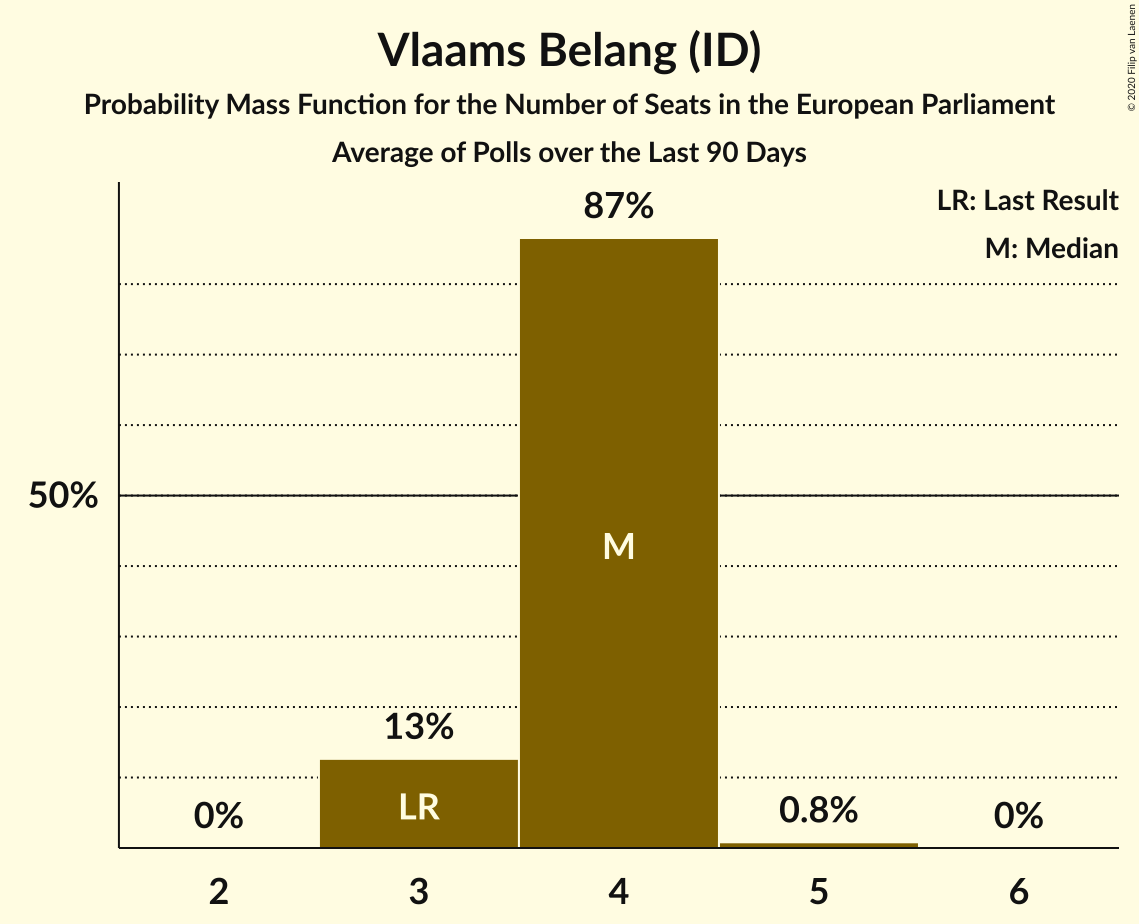 Vlaams Belang (ID)
Probability Mass Function for the Number of Seats in the European Parliament
Average of Polls over the Last 90 Days
© 2020 Filip van Laenen
LR: Last Result
M: Median
87%
50%
M
13%
LR
0%
0.8%
0%
2 3 4 5 6